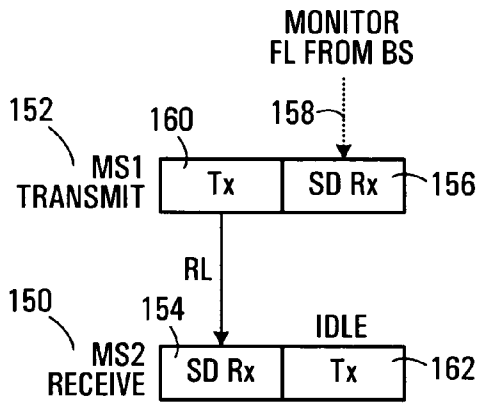 MONITOR
FL FROM BS
158
152
160
MS1
TRANSMIT
Tx
SD Rx
156
RL
150
154
IDLE
MS2
RECEIVE
SD Rx
Tx
162